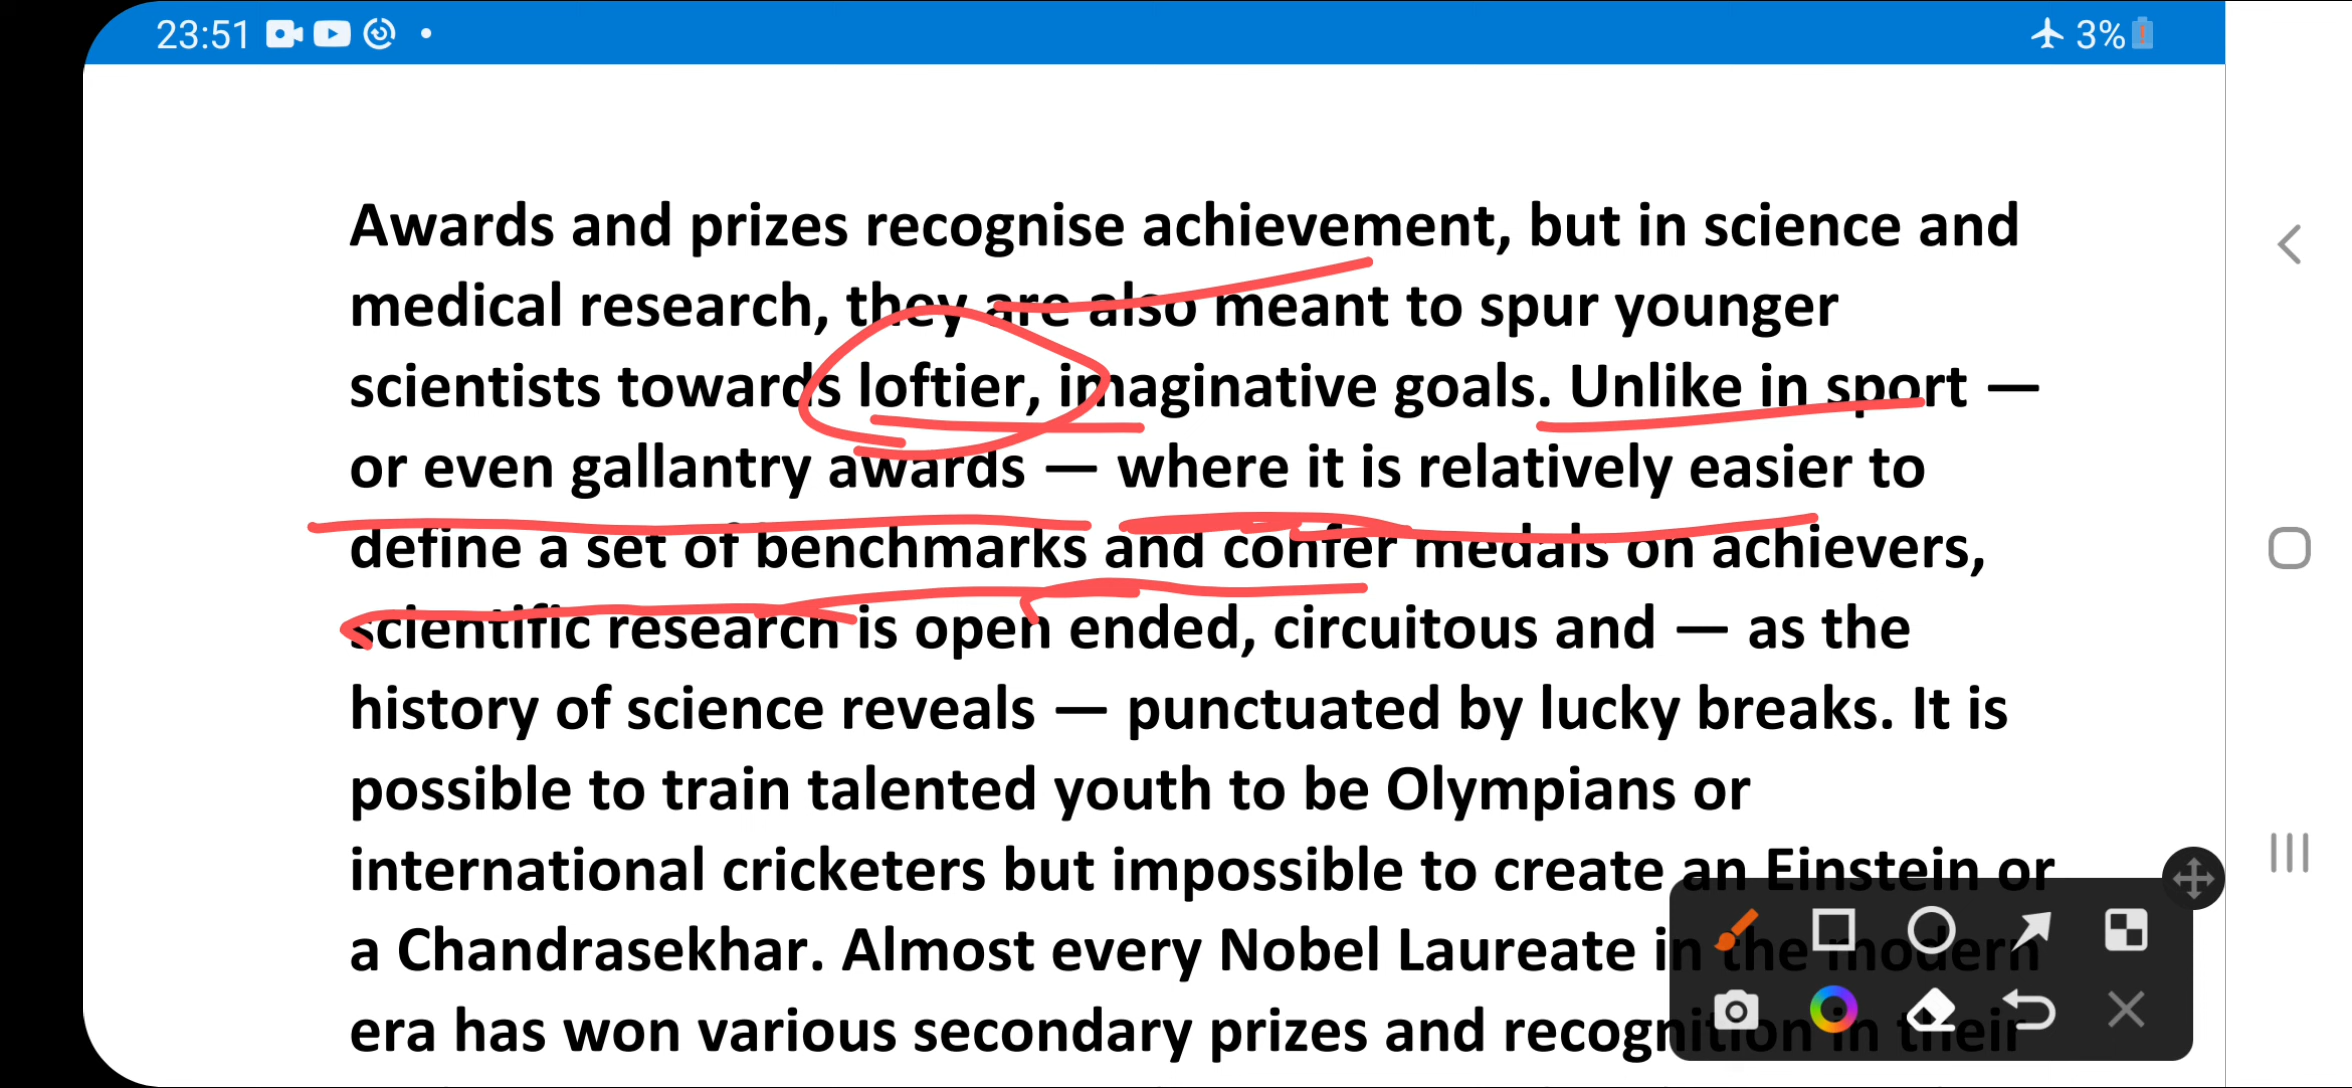 23:51
3%
Awards and prizes recognise achievement, but in science and
medical research, they are also meant to spur younger
scientists towards loftier, imaginative goals. Unlike in sport —
or even gallantry awards — where it is relatively easier to
define a set of benchmarks and confer medals on achievers,
scientific research is open ended, circuitous and — as the
history of science reveals — punctuated by lucky breaks. It is
possible to train talented youth to be Olympians or
international cricketers but impossible to create an Einstein or
a Chandrasekhar. Almost every Nobel Laureate in the modern
era has won various secondary prizes and recognition in their